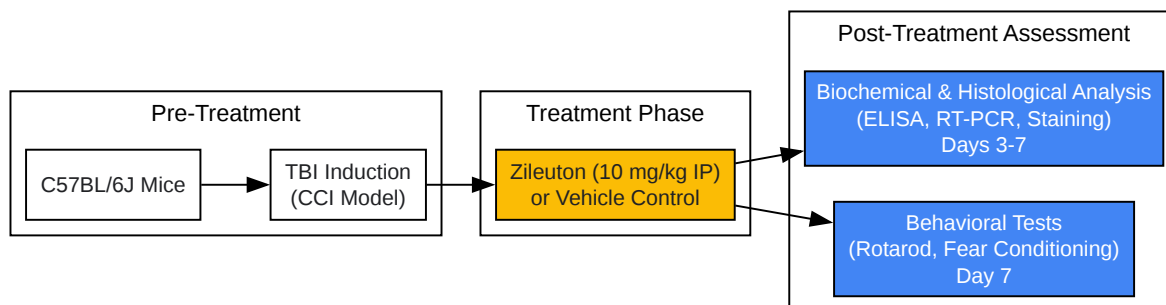 Pre-Treatment
C57BL/6J Mice
TBI Induction
(CCI Model)
Treatment Phase
Zileuton (10 mg/kg IP)
or Vehicle Control
Post-Treatment Assessment
Biochemical & Histological Analysis
(ELISA, RT-PCR, Staining)
Days 3-7
Behavioral Tests
(Rotarod, Fear Conditioning)
Day 7